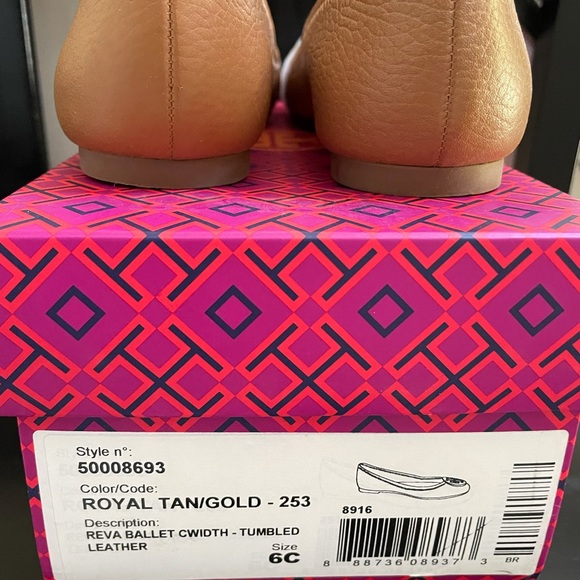 Style n°:
50008693
Color/Code:
ROYAL TAN/GOLD - 253
Description:
REVA BALLET CWIDTH - TUMBLED
LEATHER
Size
6C
8916
8 88736 08937 3
BR